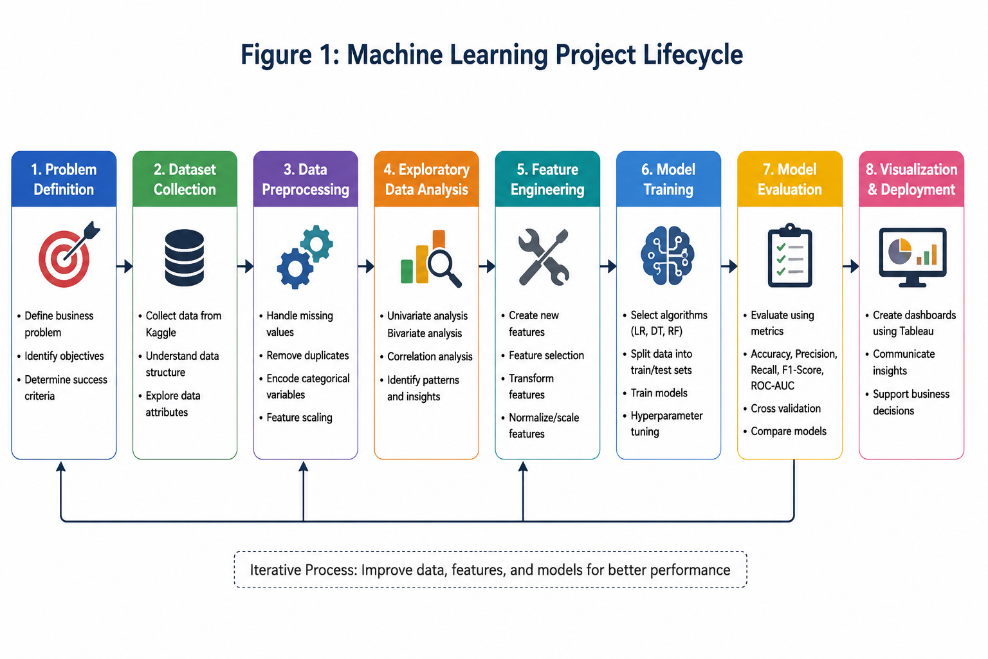 Figure 1: Machine Learning Project Lifecycle
1. Problem
Definition
• Define business
problem
• Identify objectives
• Determine success
criteria
2. Dataset
Collection
• Collect data from
Kaggle
• Understand data
structure
• Explore data
attributes
3. Data
Preprocessing
• Handle missing
values
• Remove duplicates
• Encode categorical
variables
• Feature scaling
4. Exploratory
Data Analysis
• Univariate analysis
Bivariate analysis
• Correlation analysis
• Identify patterns
and insights
5. Feature
Engineering
• Create new
features
• Feature selection
• Transform
features
• Normalize/scale
features
6. Model
Training
• Select algorithms
(LR, DT, RF)
• Split data into
train/test sets
• Train models
• Hyperparameter
tuning
7. Model
Evaluation
• Evaluate using
metrics
• Accuracy, Precision,
Recall, F1-Score,
ROC-AUC
• Cross validation
• Compare models
8. Visualization
& Deployment
• Create dashboards
using Tableau
• Communicate
insights
• Support business
decisions
Iterative Process: Improve data, features, and models for better performance